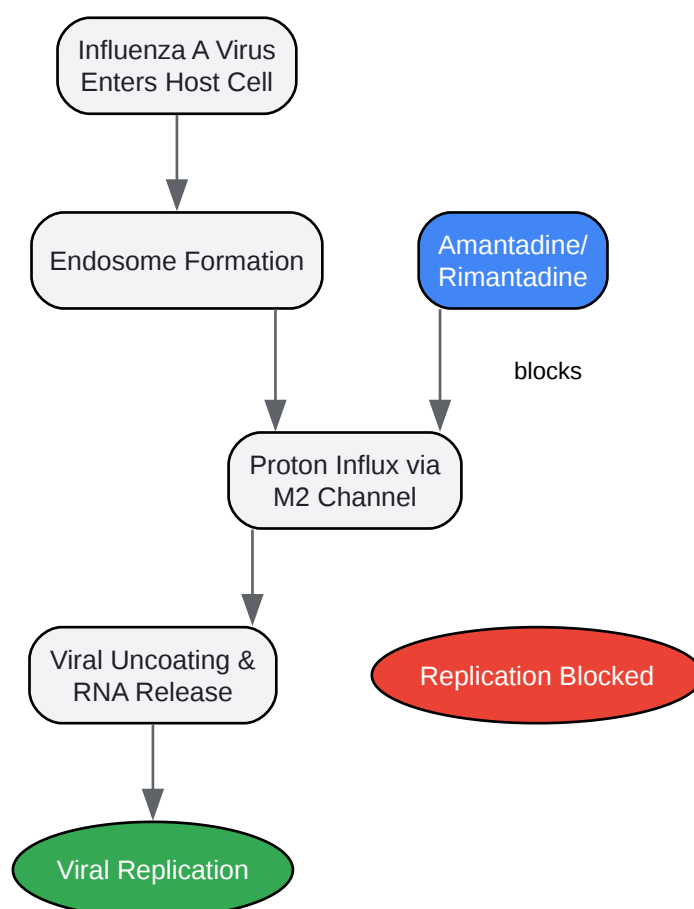 Influenza A Virus
Enters Host Cell
Endosome Formation
Amantadine/
Rimantadine
blocks
Proton Influx via
M2 Channel
Viral Uncoating &
RNA Release
Replication Blocked
Viral Replication